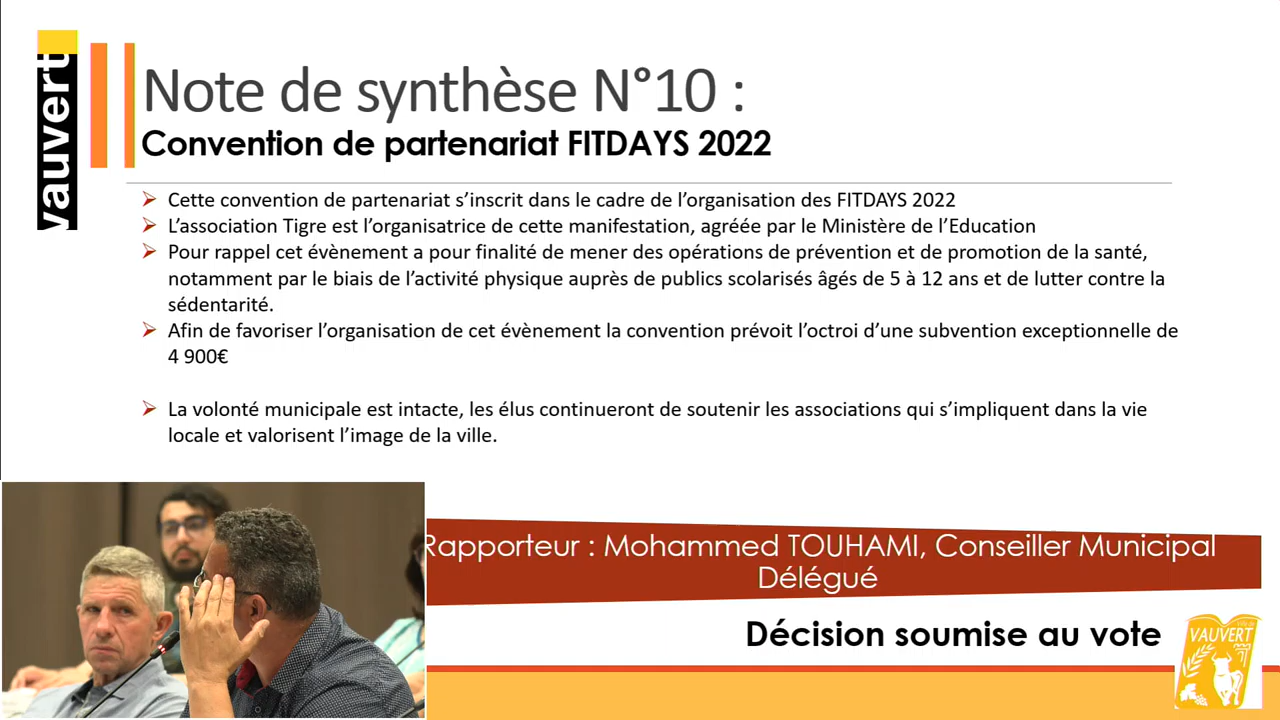 vauvert
Note de synthèse N°10 :
Convention de partenariat FITDAYS 2022
Cette convention de partenariat s’inscrit dans le cadre de l’organisation des FITDAYS 2022
L’association Tigre est l’organisatrice de cette manifestation, agréée par le Ministère de l’Education
Pour rappel cet évènement a pour finalité de mener des opérations de prévention et de promotion de la santé,
notamment par le biais de l’activité physique auprès de publics scolarisés âgés de 5 à 12 ans et de lutter contre la
sédentarité.
Afin de favoriser l’organisation de cet évènement la convention prévoit l’octroi d’une subvention exceptionnelle de
4 900€
La volonté municipale est intacte, les élus continueront de soutenir les associations qui s’impliquent dans la vie
locale et valorisent l’image de la ville.
Rapporteur : Mohammed TOUHAMI, Conseiller Municipal
Délégué
Décision soumise au vote
Ville de
VAUVERT